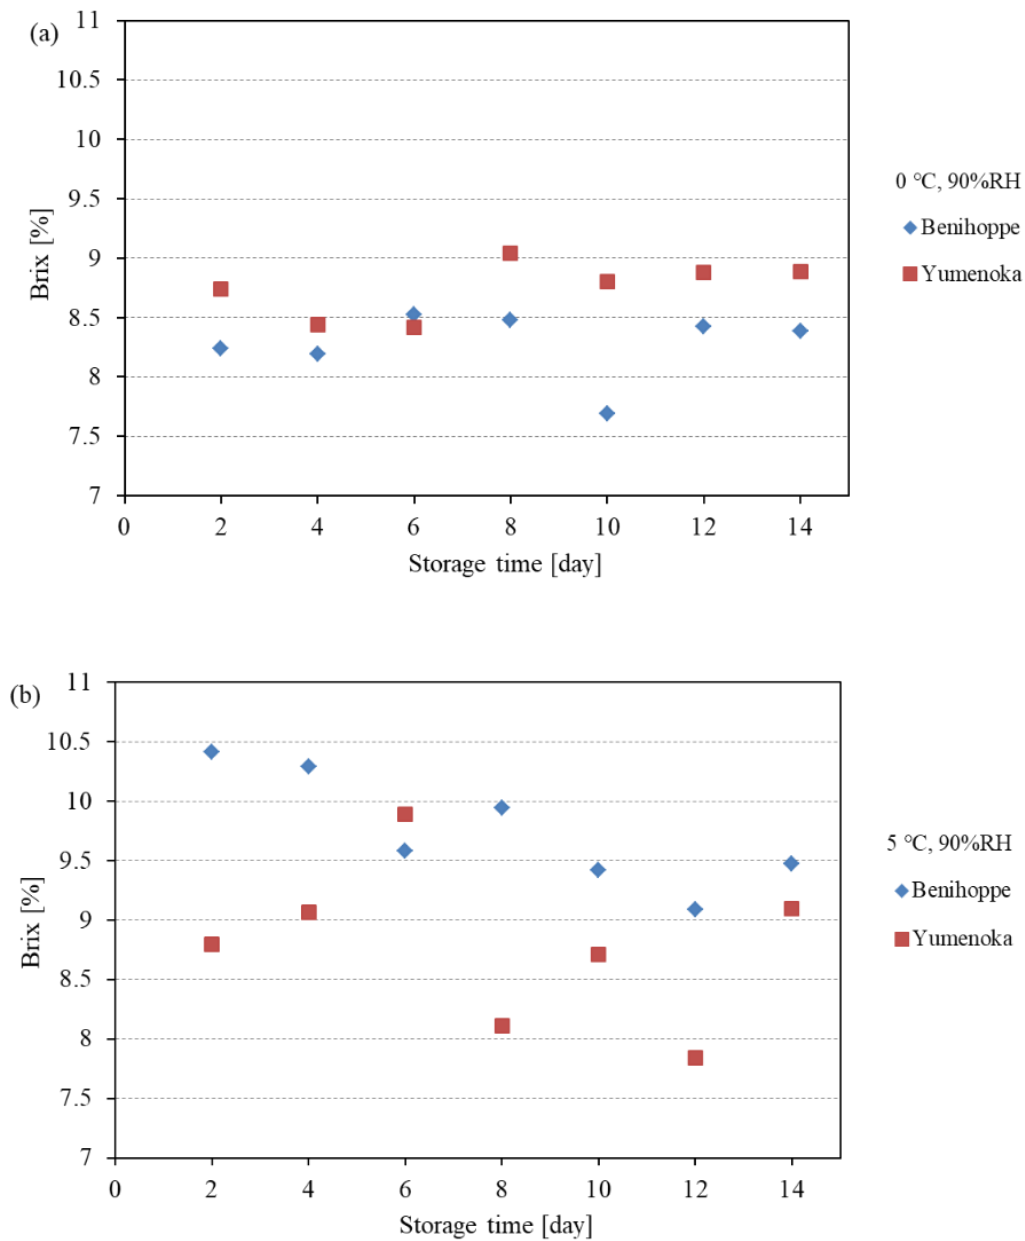 (a)
11
10.5
10
9.5
9
8.5
8
7.5
7
0 2 4 6 8 10 12 14
Brix [%]
Storage time [day]
0 °C, 90%RH
Benihoppe
Yumenoka
(b)
11
10.5
10
9.5
9
8.5
8
7.5
7
0 2 4 6 8 10 12 14
Brix [%]
Storage time [day]
5 °C, 90%RH
Benihoppe
Yumenoka